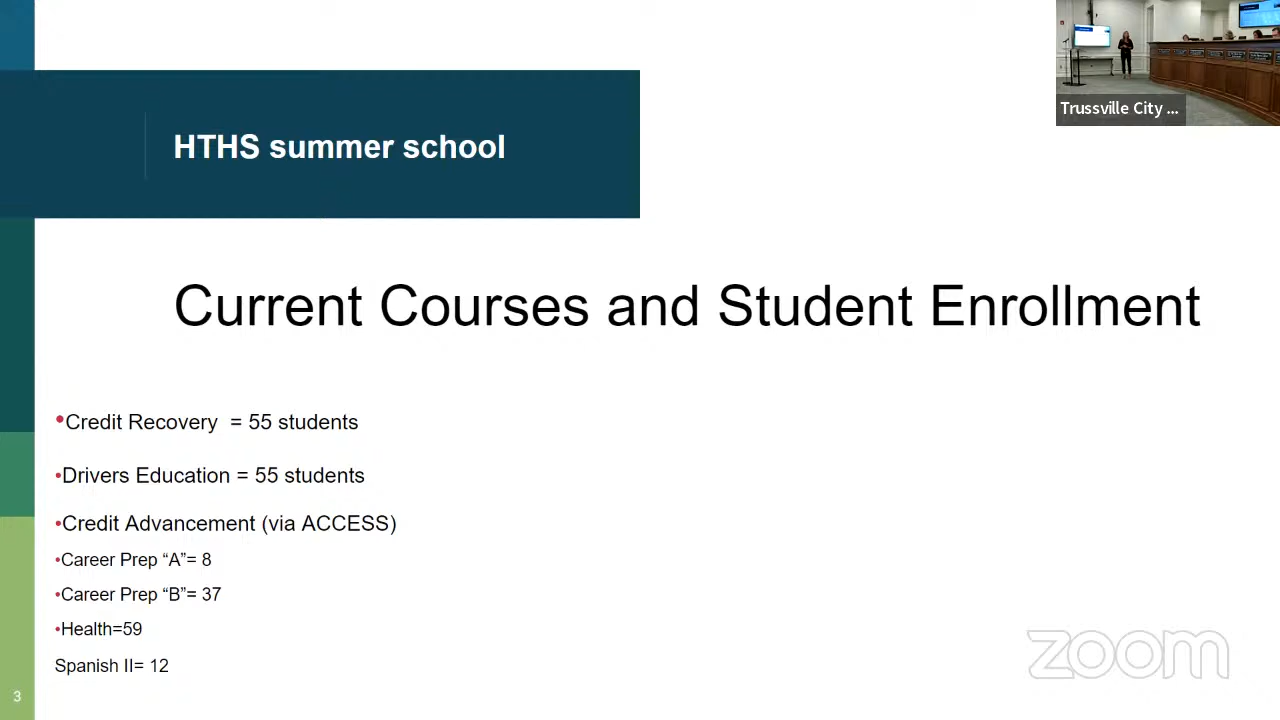 HTHS summer school
Trussville City ...
Current Courses and Student Enrollment
•Credit Recovery = 55 students
•Drivers Education = 55 students
•Credit Advancement (via ACCESS)
•Career Prep “A”= 8
•Career Prep “B”= 37
•Health=59
Spanish II= 12
zoom
3